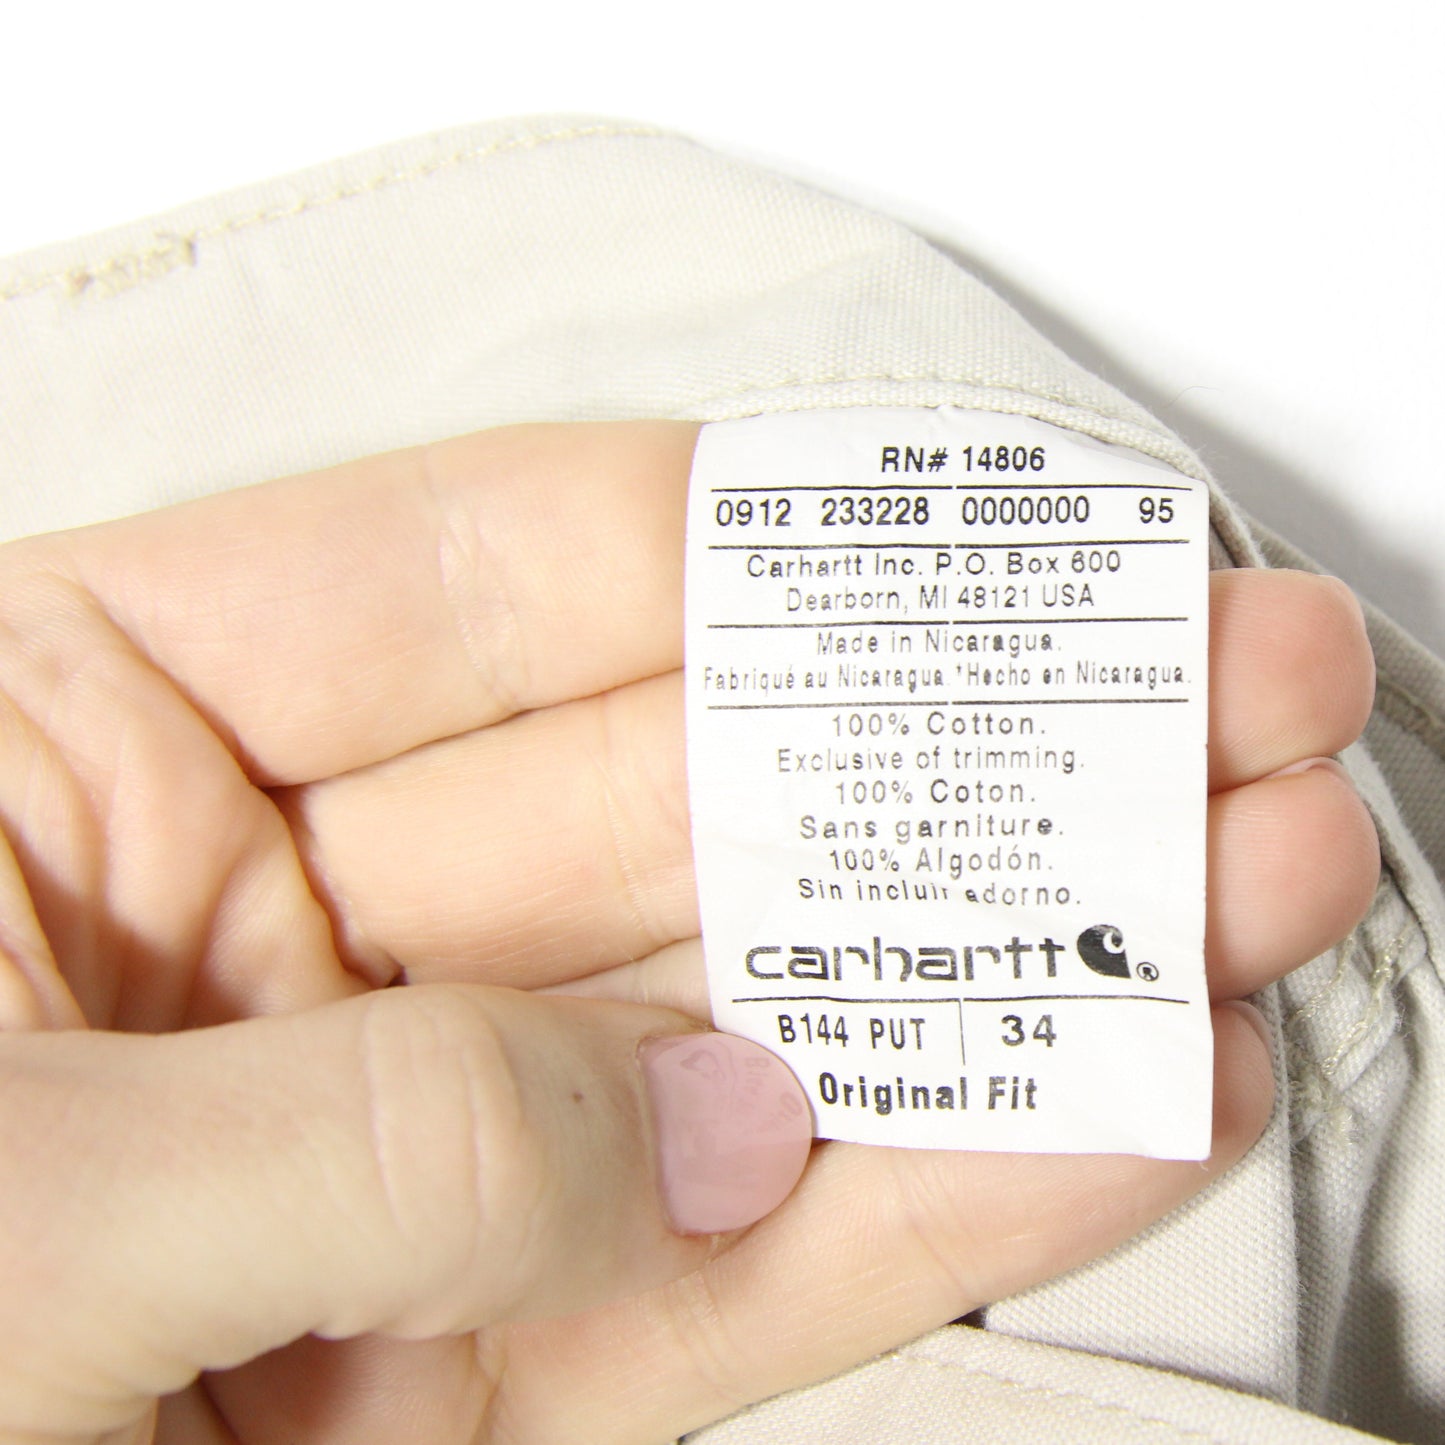 RN# 14806
0912 233228 0000000 95
Carhartt Inc. P.O. Box 600
Dearborn, MI 48121 USA
Made in Nicaragua.
Fabriqué au Nicaragua.*Hecho en Nicaragua.
100% Cotton.
Exclusive of trimming.
100% Coton.
Sans garniture.
100% Algodón.
Sin incluir adorno.
carhartt ®
B144 PUT 34
Original Fit